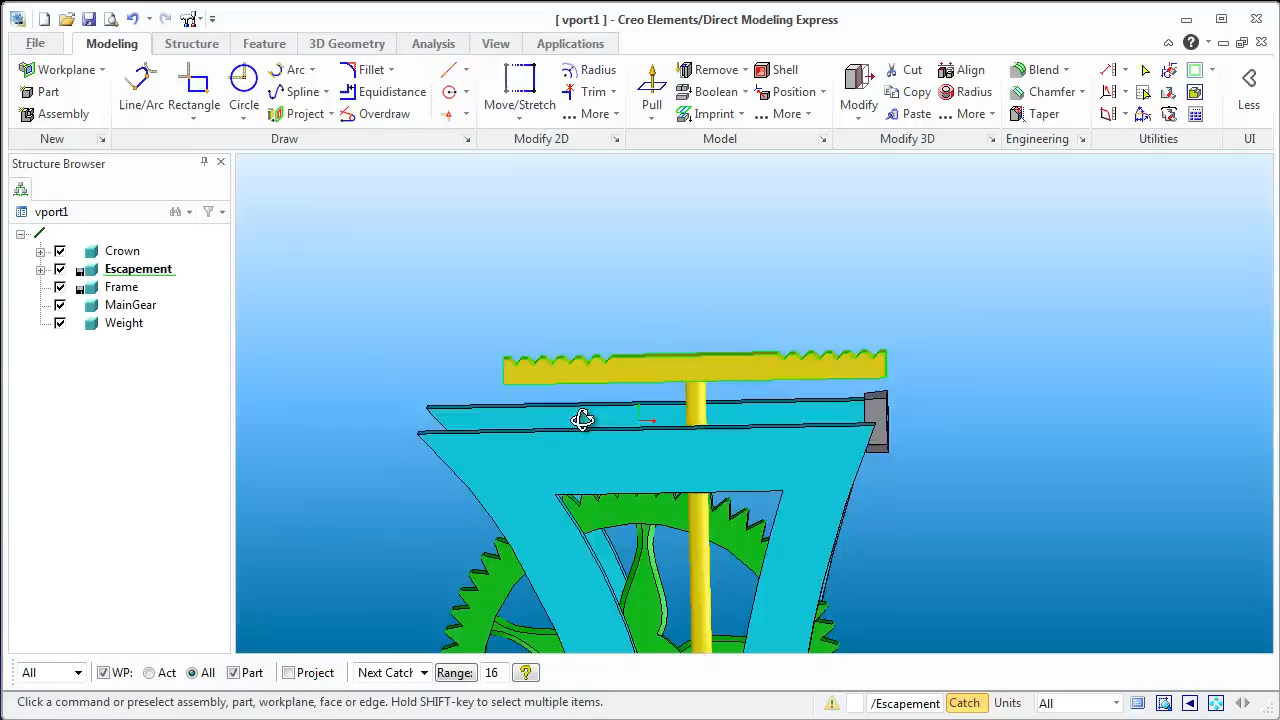 [ vport1 ] - Creo Elements/Direct Modeling Express
File Modeling Structure Feature 3D Geometry Analysis View Applications
Workplane Arc Fillet Radius Remove Shell Cut Align Blend
Part Line/Arc Rectangle Circle Spline Equidistance Move/Stretch Trim Pull Boolean Position Modify Copy Radius Chamfer Less
Assembly Project Overdraw More Imprint More Paste More Taper
New Draw Modify 2D Model Modify 3D Engineering Utilities UI
Structure Browser
vport1
Crown
Escapement
Frame
MainGear
Weight
All WP: Act All Part Project Next Catch Range: 16
Click a command or preselect assembly, part, workplane, face or edge. Hold SHIFT-key to select multiple items. /Escapement Catch Units All